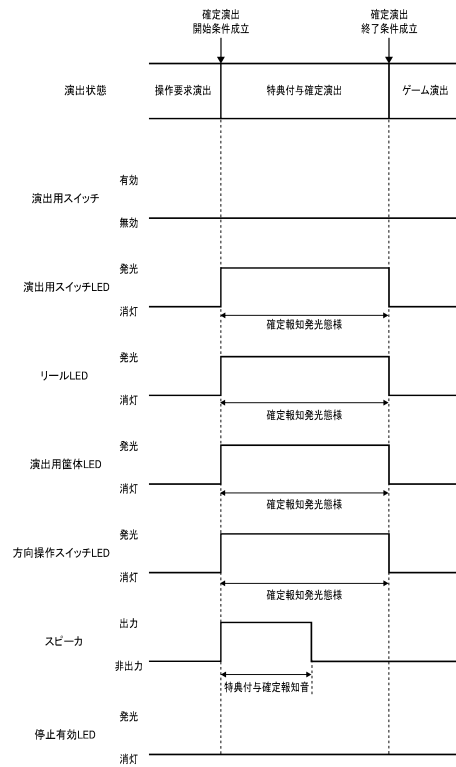 確定演出
開始条件成立
確定演出
終了条件成立
演出状態
操作要求演出
特典付与確定演出
ゲーム演出
有効
演出用スイッチ
無効
発光
演出用スイッチLED
消灯
確定報知発光態様
発光
リールLED
消灯
確定報知発光態様
発光
演出用筐体LED
消灯
確定報知発光態様
発光
方向操作スイッチLED
消灯
確定報知発光態様
出力
スピーカ
非出力
特典付与確定報知音
発光
停止有効LED
消灯